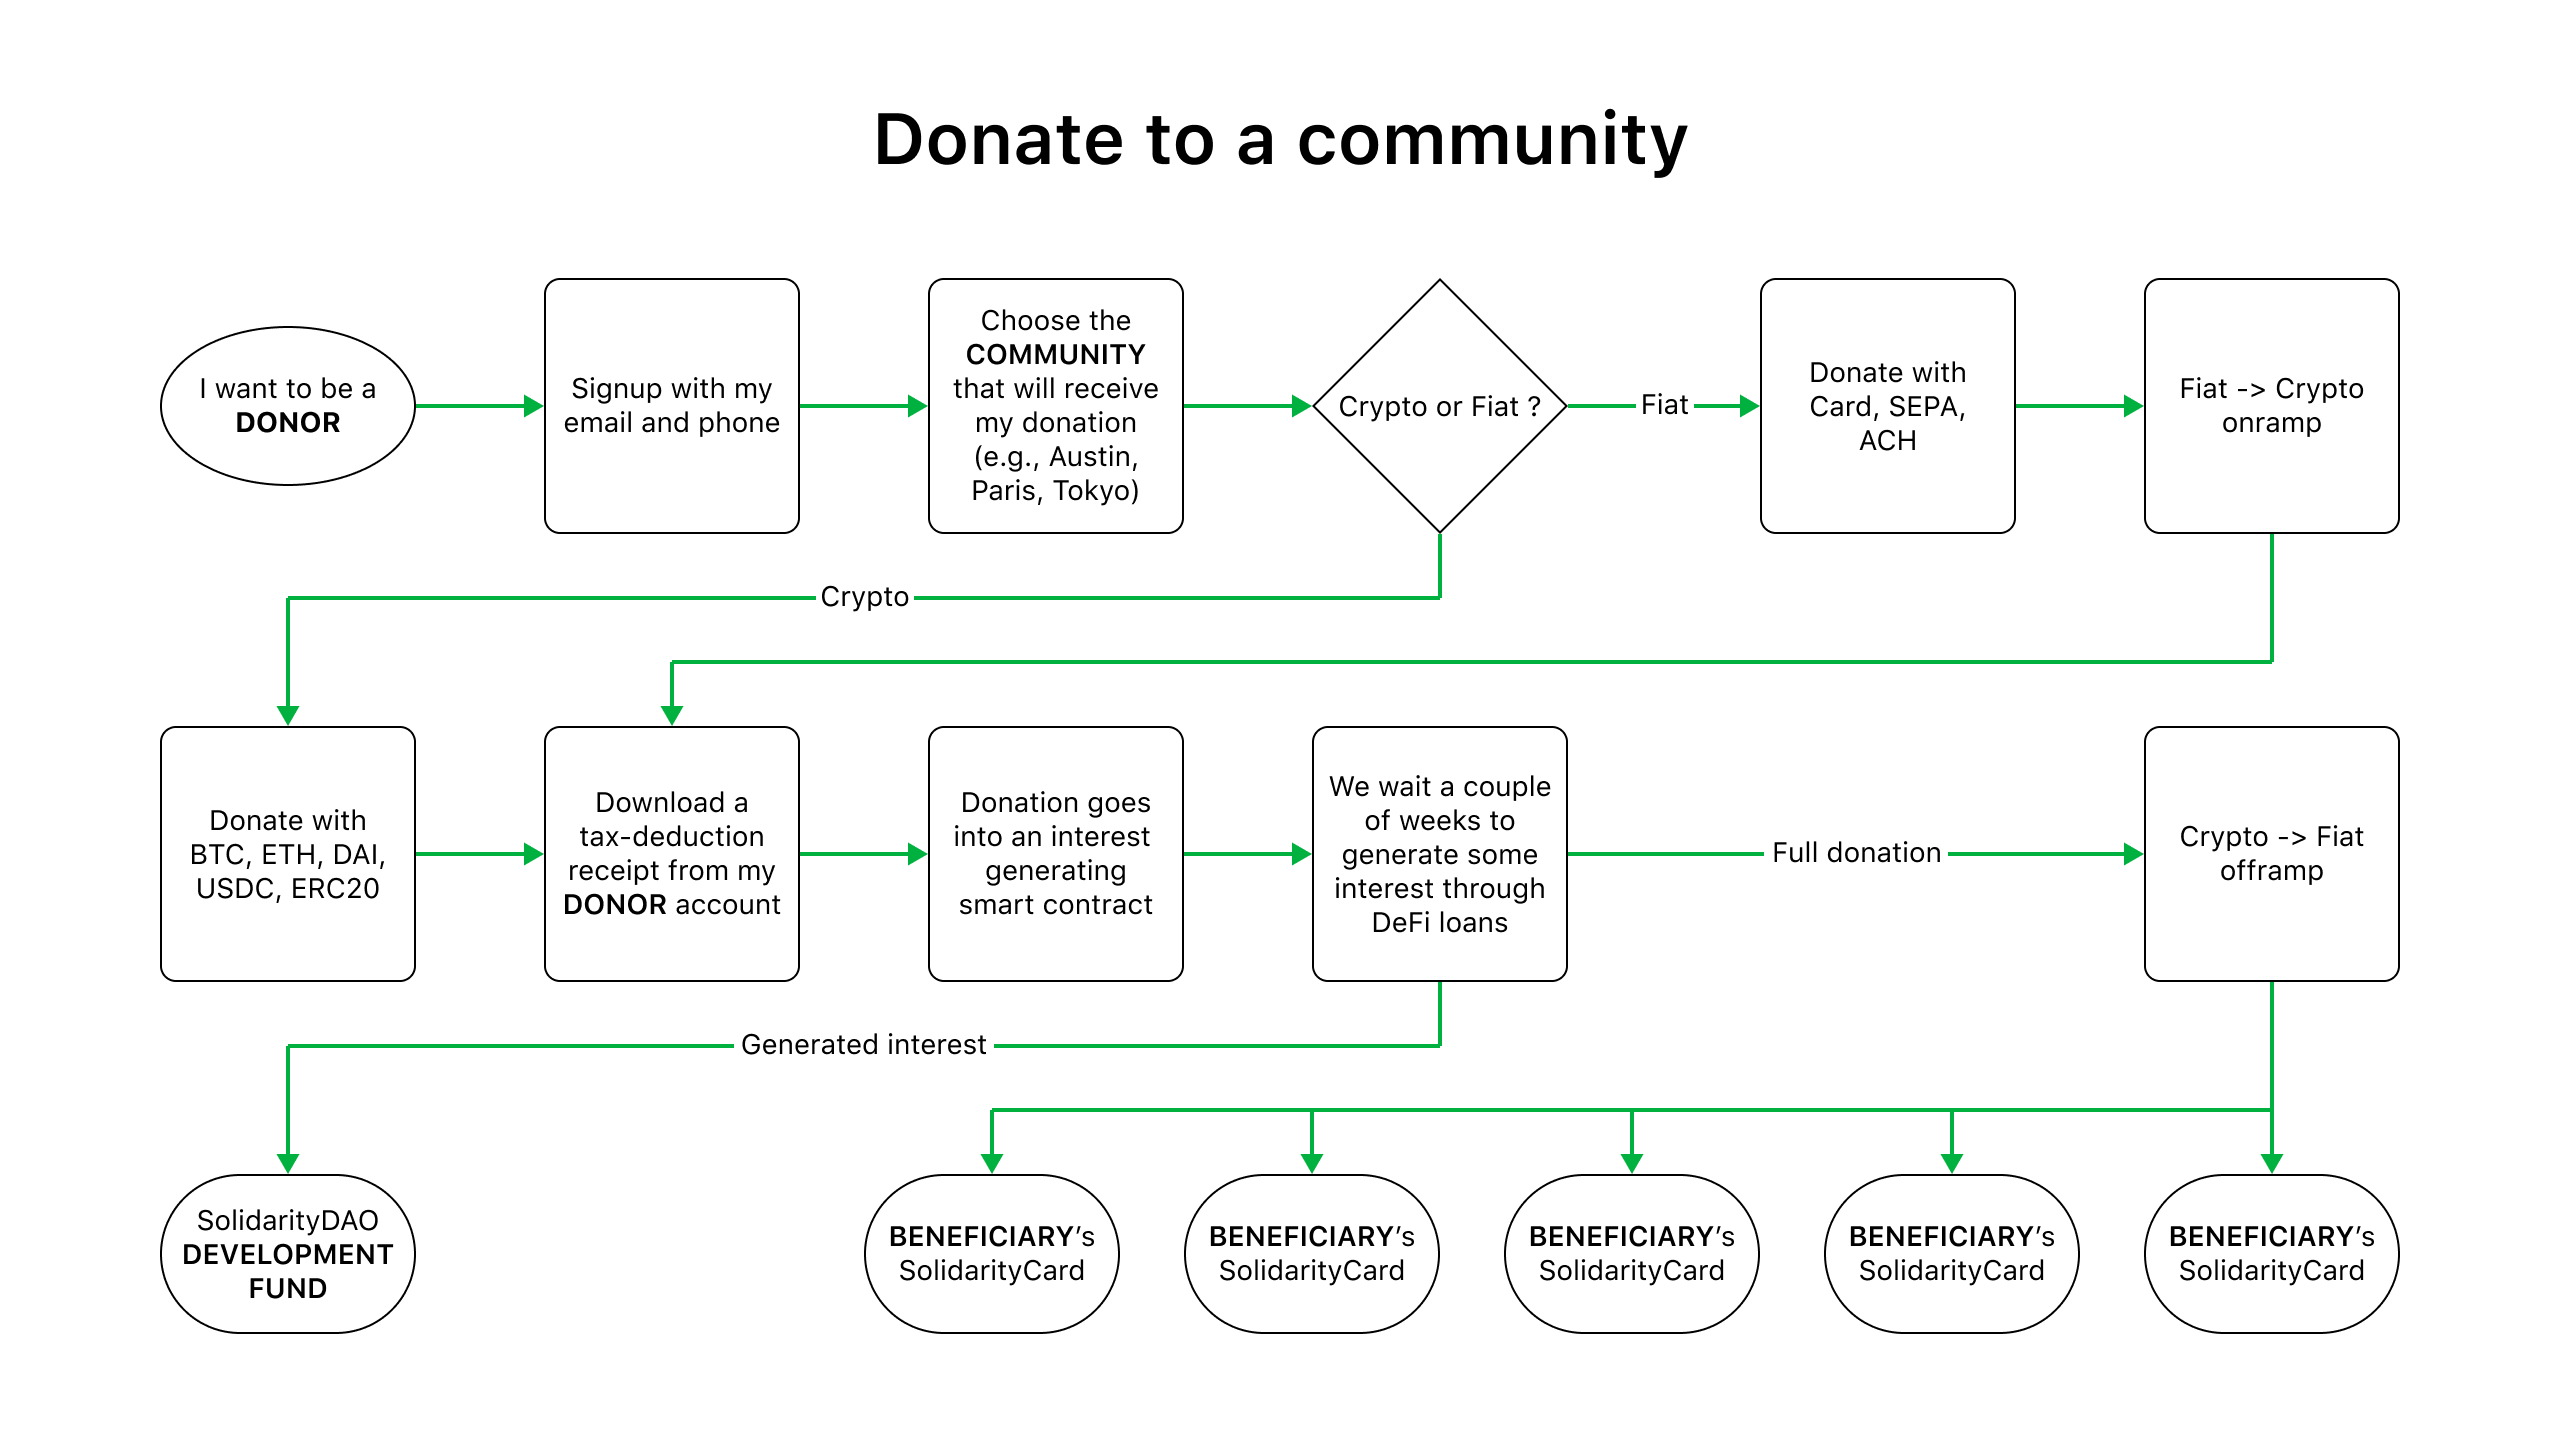 Donate to a community
I want to be a
DONOR
Signup with my
email and phone
Choose the
COMMUNITY
that will receive
my donation
(e.g., Austin,
Paris, Tokyo)
Crypto or Fiat ?
Fiat
Donate with
Card, SEPA,
ACH
Fiat -> Crypto
onramp
Crypto
Donate with
BTC, ETH, DAI,
USDC, ERC20
Download a
tax-deduction
receipt from my
DONOR account
Donation goes
into an interest
generating
smart contract
We wait a couple
of weeks to
generate some
interest through
DeFi loans
Full donation
Crypto -> Fiat
offramp
Generated interest
SolidarityDAO
DEVELOPMENT
FUND
BENEFICIARY’s
SolidarityCard
BENEFICIARY’s
SolidarityCard
BENEFICIARY’s
SolidarityCard
BENEFICIARY’s
SolidarityCard
BENEFICIARY’s
SolidarityCard